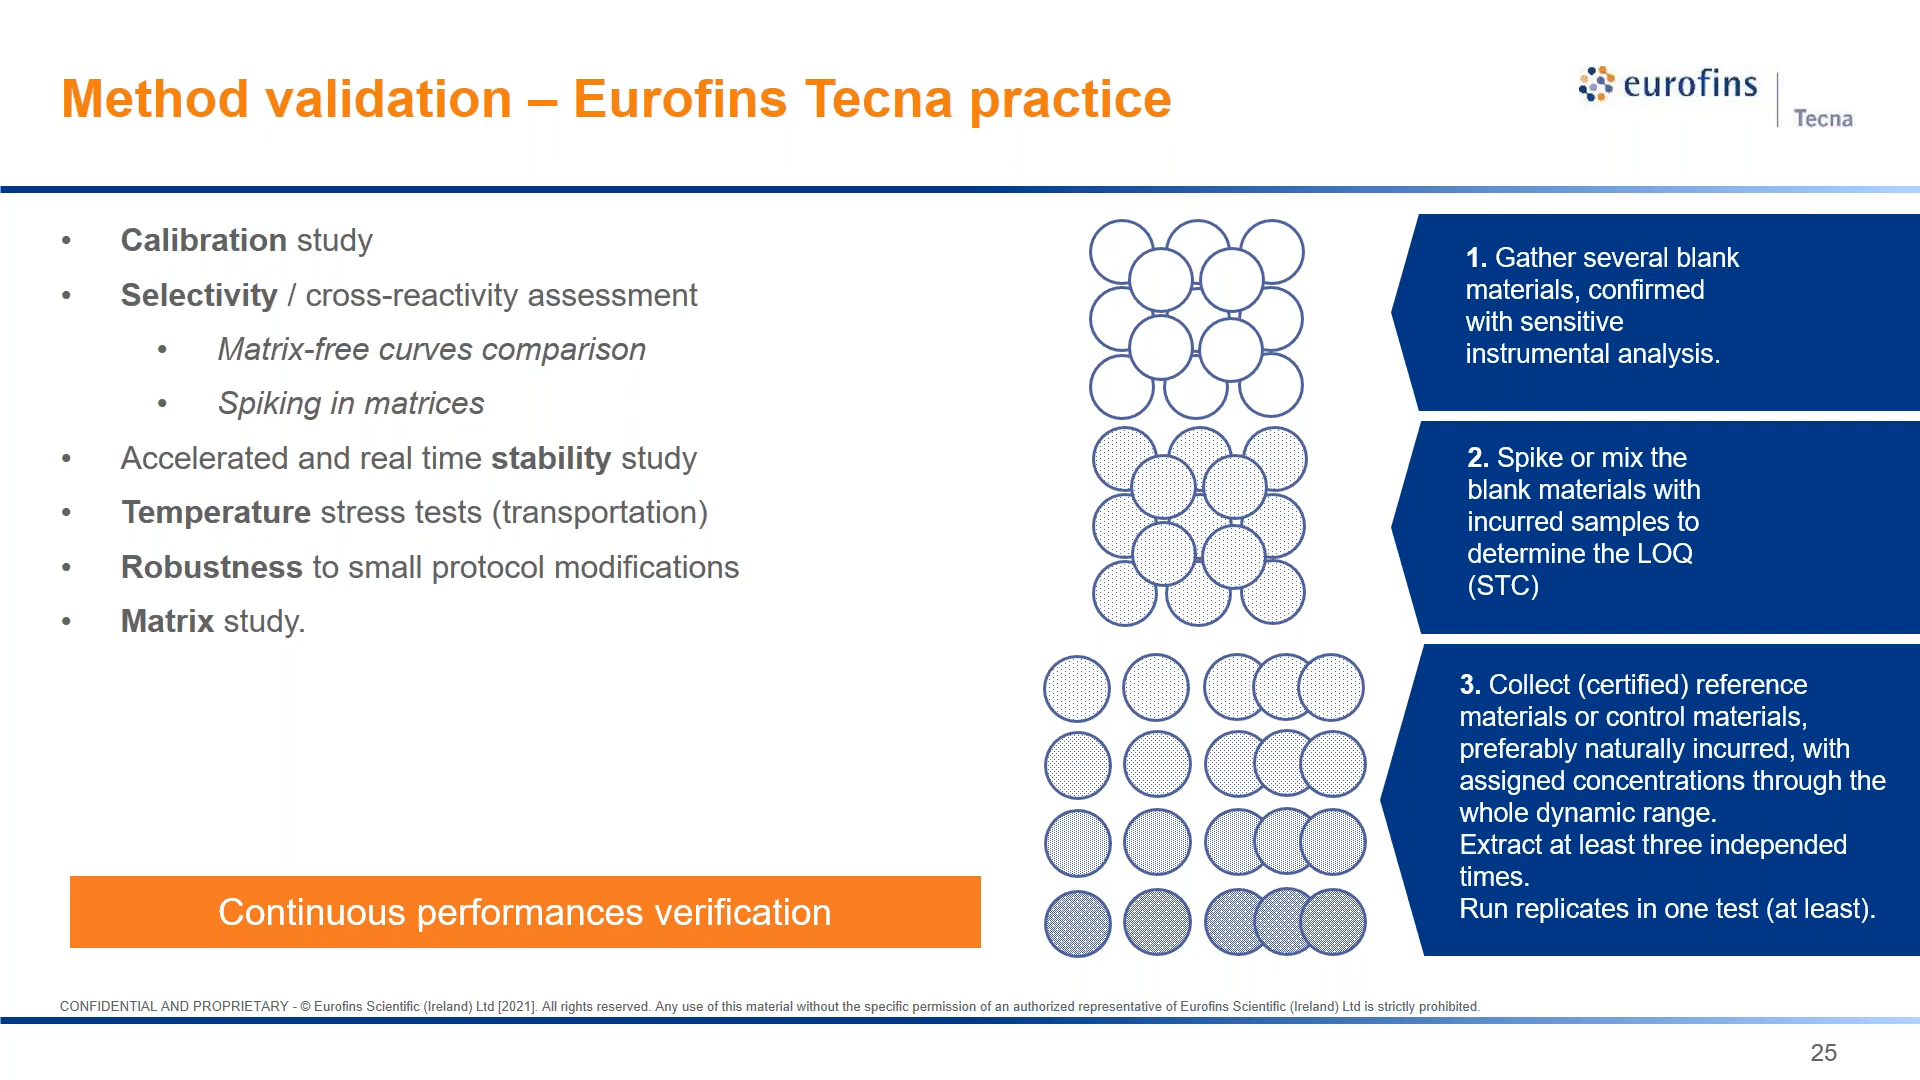 Method validation – Eurofins Tecna practice
eurofins
Tecna
• Calibration study
• Selectivity / cross-reactivity assessment
• Matrix-free curves comparison
• Spiking in matrices
• Accelerated and real time stability study
• Temperature stress tests (transportation)
• Robustness to small protocol modifications
• Matrix study.
Continuous performances verification
1. Gather several blank
materials, confirmed
with sensitive
instrumental analysis.
2. Spike or mix the
blank materials with
incurred samples to
determine the LOQ
(STC)
3. Collect (certified) reference
materials or control materials,
preferably naturally incurred, with
assigned concentrations through the
whole dynamic range.
Extract at least three independed
times.
Run replicates in one test (at least).
CONFIDENTIAL AND PROPRIETARY - © Eurofins Scientific (Ireland) Ltd [2021]. All rights reserved. Any use of this material without the specific permission of an authorized representative of Eurofins Scientific (Ireland) Ltd is strictly prohibited.
25